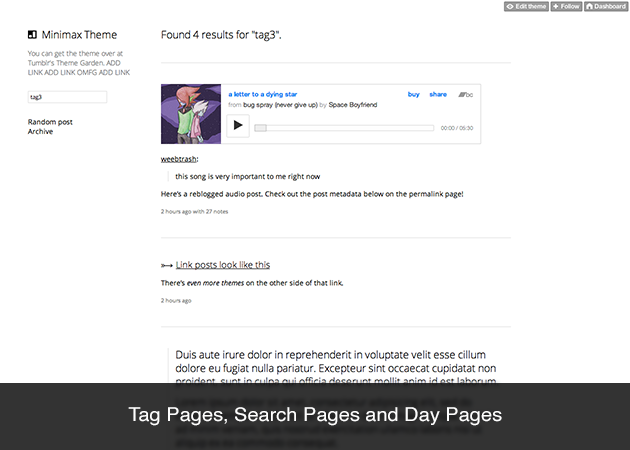 Edit theme
Follow
Dashboard
Minimax Theme
You can get the theme over at
Tumblr's Theme Garden. ADD
LINK ADD LINK OMFG ADD LINK
tag3
Random post
Archive
Found 4 results for "tag3".
a letter to a dying star
buy share bc
from bug spray (never give up) by Space Boyfriend
00:00 / 05:30
weebtrash:
this song is very important to me right now
Here's a reblogged audio post. Check out the post metadata below on the permalink page!
2 hours ago with 27 notes
Link posts look like this
There's even more themes on the other side of that link.
2 hours ago
Duis aute irure dolor in reprehenderit in voluptate velit esse cillum
dolore eu fugiat nulla pariatur. Excepteur sint occaecat cupidatat non
proident, sunt in culpa qui officia deserunt mollit anim id est laborum
Tag Pages, Search Pages and Day Pages